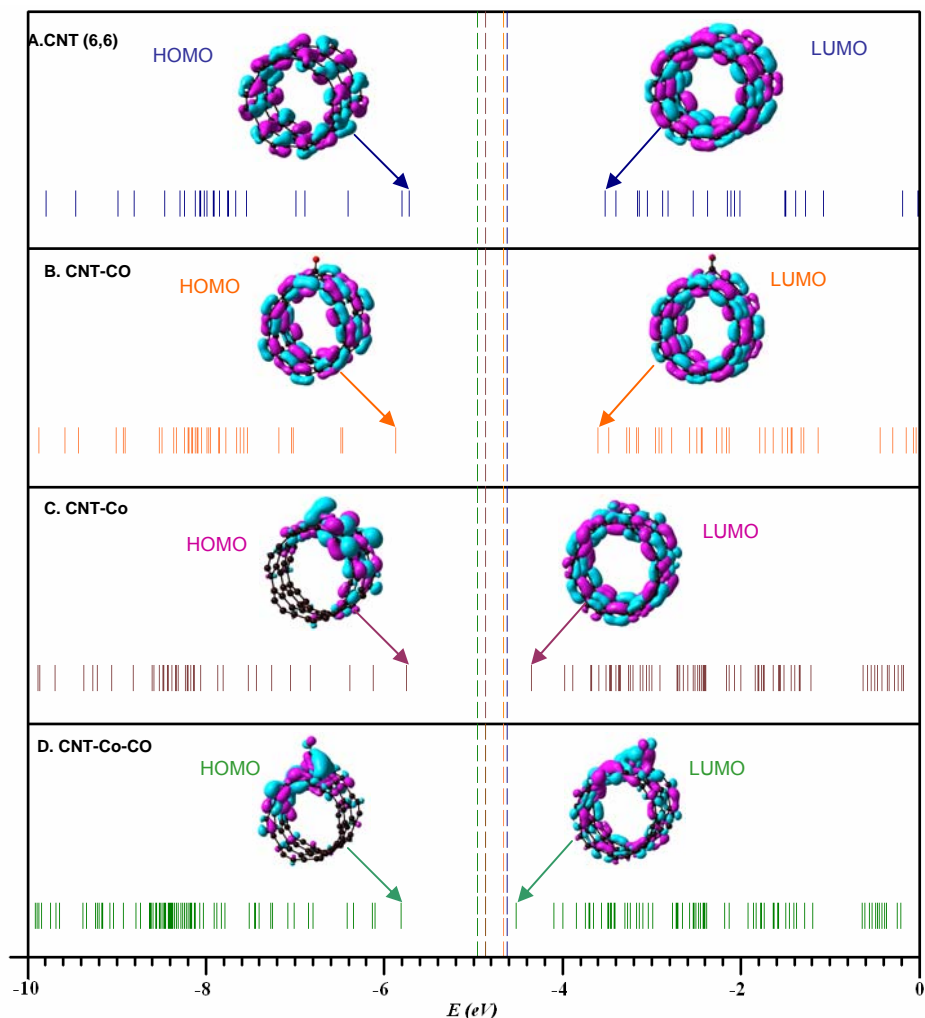 A.CNT (6,6)
HOMO
LUMO
B. CNT-CO
HOMO
LUMO
C. CNT-Co
HOMO
LUMO
D. CNT-Co-CO
HOMO
LUMO
-10 -8 -6 -4 -2 0
E (eV)